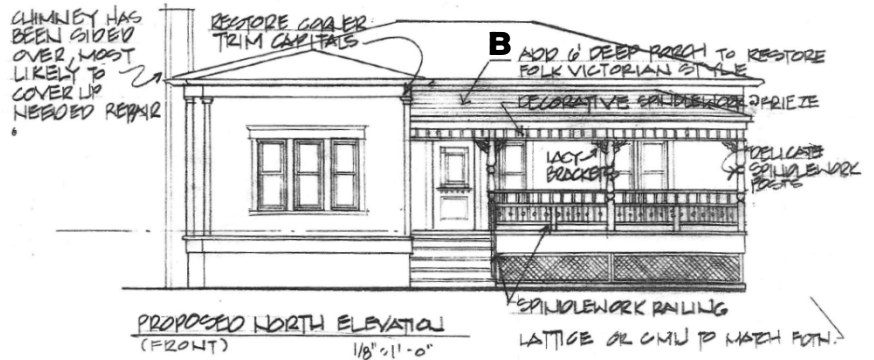 CHIMNEY HAS
BEEN SIDED
OVER, MOST
LIKELY TO
COVER UP
NEEDED REPAIR
RESTORE CORNER
TRIM CAPITALS
B
ADD 6' DEEP PORCH TO RESTORE
FOLK VICTORIAN STYLE
DECORATIVE SPINDLEWORK FRIEZE
LACY
BRACKETS
DELICATE
SPINDLEWORK
POSTS
SPINDLEWORK RAILING
LATTICE OR CMU TO MATCH FDTN.
PROPOSED NORTH ELEVATION
(FRONT)
1/8"=1'-0"